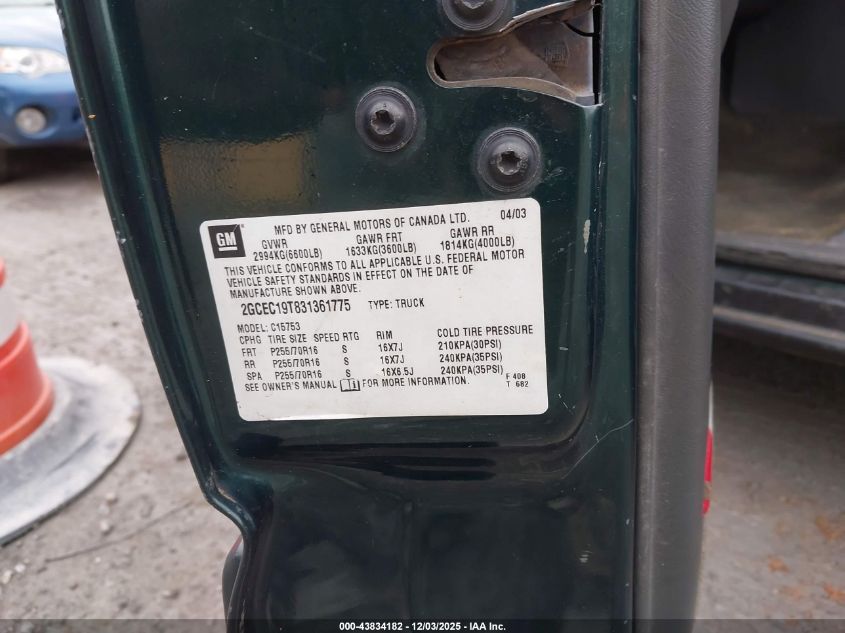 GM
MFD BY GENERAL MOTORS OF CANADA LTD. 04/03
GVWR GAWR FRT GAWR RR
2994KG(6600LB) 1633KG(3600LB) 1814KG(4000LB)
THIS VEHICLE CONFORMS TO ALL APPLICABLE U.S. FEDERAL MOTOR
VEHICLE SAFETY STANDARDS IN EFFECT ON THE DATE OF
MANUFACTURE SHOWN ABOVE.
2GCEC19T831361775 TYPE: TRUCK
MODEL: C15753
CPHG TIRE SIZE SPEED RTG RIM COLD TIRE PRESSURE
FRT P255/70R16 S 16X7J 210KPA(30PSI)
RR P255/70R16 S 16X7J 240KPA(35PSI)
SPA P255/70R16 S 16X6.5J 240KPA(35PSI)
SEE OWNER'S MANUAL FOR MORE INFORMATION.
F 408
T 682
000-43834182 - 12/03/2025 - IAA Inc.